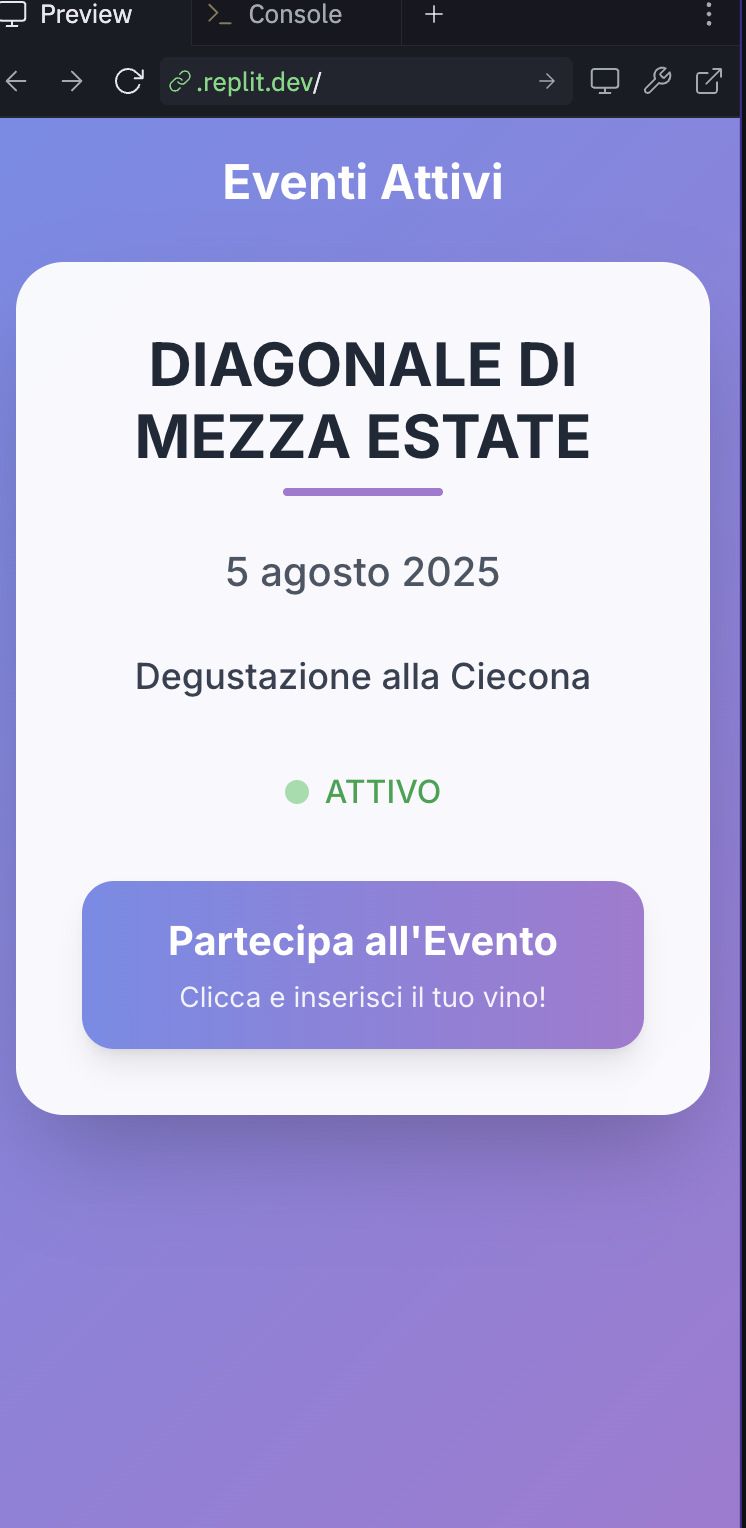 Preview
Console
.replit.dev/
Eventi Attivi
DIAGONALE DI
MEZZA ESTATE
5 agosto 2025
Degustazione alla Ciecona
ATTIVO
Partecipa all'Evento
Clicca e inserisci il tuo vino!